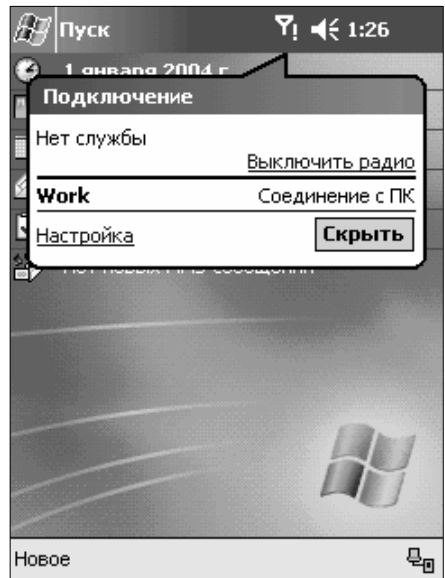 Пуск 1:26
1 января 2004 г.
Подключение
Нет службы
Выключить радио
Work Соединение с ПК
Настройка Скрыть
Нет новых сообщений
Новое